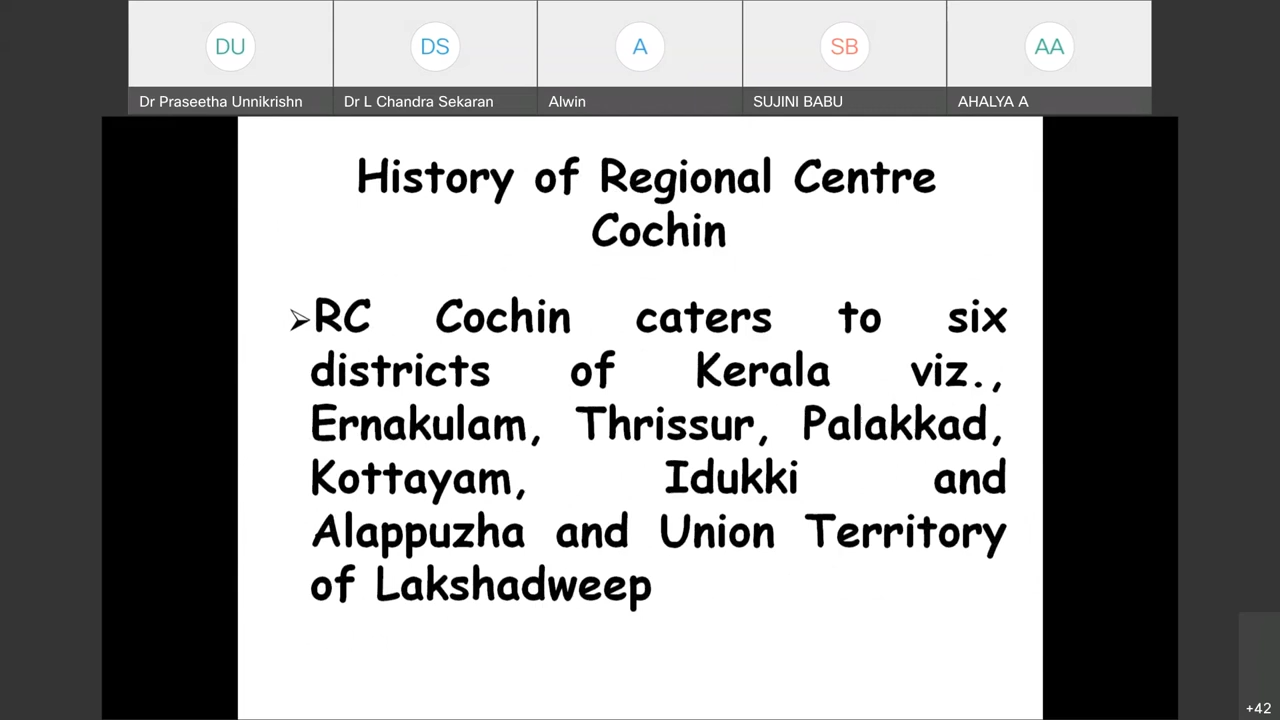 DU
DS
A
SB
AA
Dr Praseetha Unnikrishn
Dr L Chandra Sekaran
Alwin
SUJINI BABU
AHALYA A
History of Regional Centre
Cochin
➢RC Cochin caters to six
districts of Kerala viz.,
Ernakulam, Thrissur, Palakkad,
Kottayam, Idukki and
Alappuzha and Union Territory
of Lakshadweep
+42